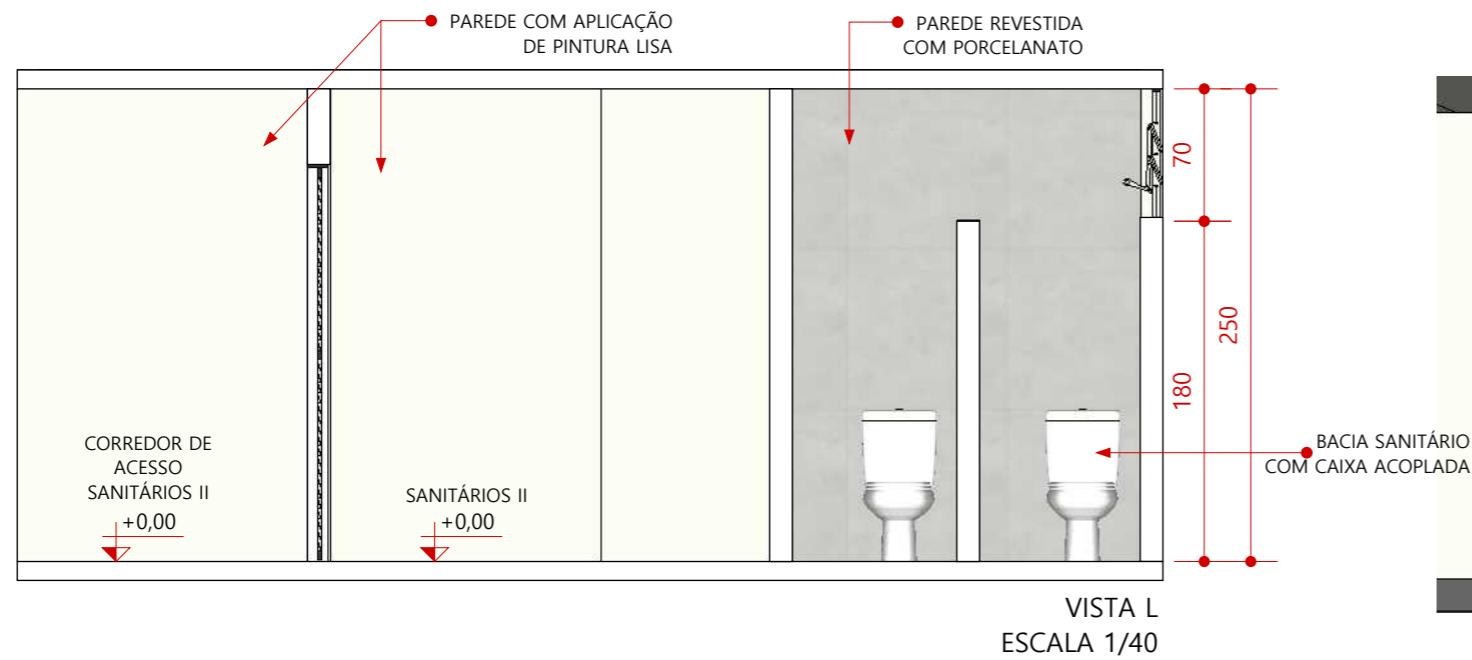 PAREDE COM APLICAÇÃO
DE PINTURA LISA
PAREDE REVESTIDA
COM PORCELANATO
70
250
180
BACIA SANITÁRIO
COM CAIXA ACOPLADA
CORREDOR DE
ACESSO
SANITÁRIOS II
+0,00
SANITÁRIOS II
+0,00
VISTA L
ESCALA 1/40